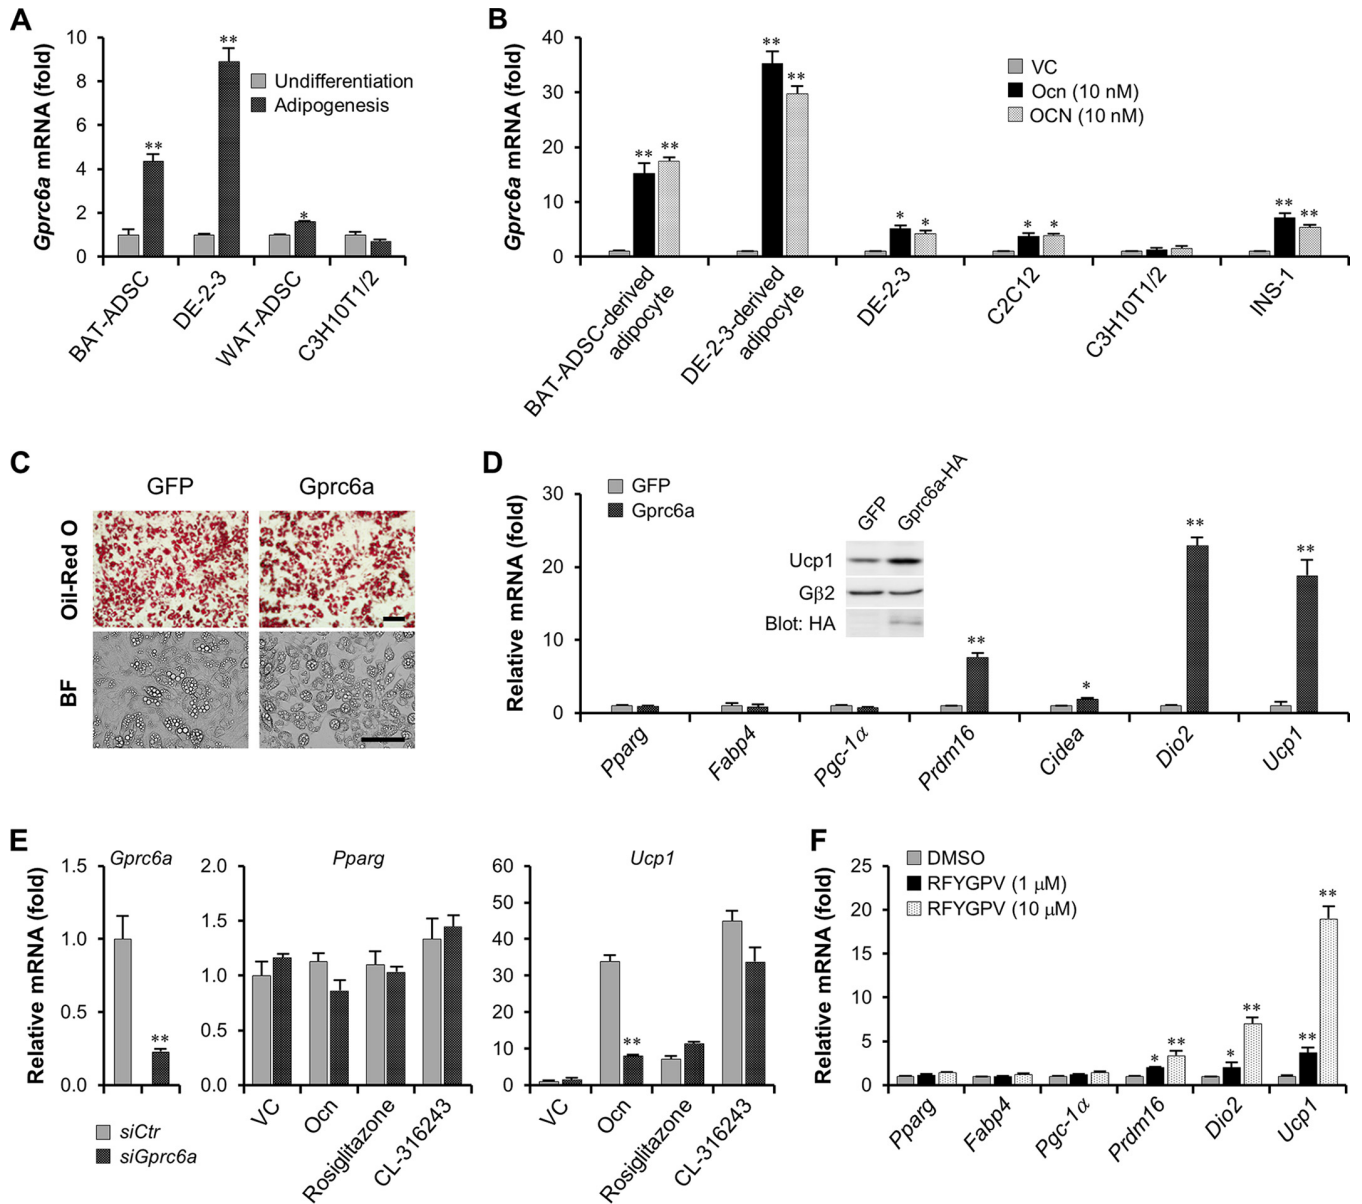 A
Gprc6a mRNA (fold)
10
8
6
4
2
0
**
**
*
Undifferentiation
Adipogenesis
BAT-ADSC
DE-2-3
WAT-ADSC
C3H10T1/2
B
Gprc6a mRNA (fold)
40
30
20
10
0
** **
** **
* *
* *
** **
VC
Ocn (10 nM)
OCN (10 nM)
BAT-ADSC-derived
adipocyte
DE-2-3-derived
adipocyte
DE-2-3
C2C12
C3H10T1/2
INS-1
C
GFP
Gprc6a
Oil-Red O
BF
D
Relative mRNA (fold)
30
20
10
0
GFP
Gprc6a
GFP
Gprc6a-HA
Ucp1
Gβ2
Blot: HA
**
*
**
**
Pparg
Fabp4
Pgc-1α
Prdm16
Cidea
Dio2
Ucp1
E
Relative mRNA (fold)
Gprc6a
1.5
1.0
0.5
0.0
**
siCtr
siGprc6a
Pparg
2.0
1.5
1.0
0.5
0.0
VC
Ocn
Rosiglitazone
CL-316243
Ucp1
60
50
40
30
20
10
0
**
VC
Ocn
Rosiglitazone
CL-316243
F
Relative mRNA (fold)
25
20
15
10
5
0
DMSO
RFYGPV (1 μM)
RFYGPV (10 μM)
* **
* **
** **
Pparg
Fabp4
Pgc-1α
Prdm16
Dio2
Ucp1